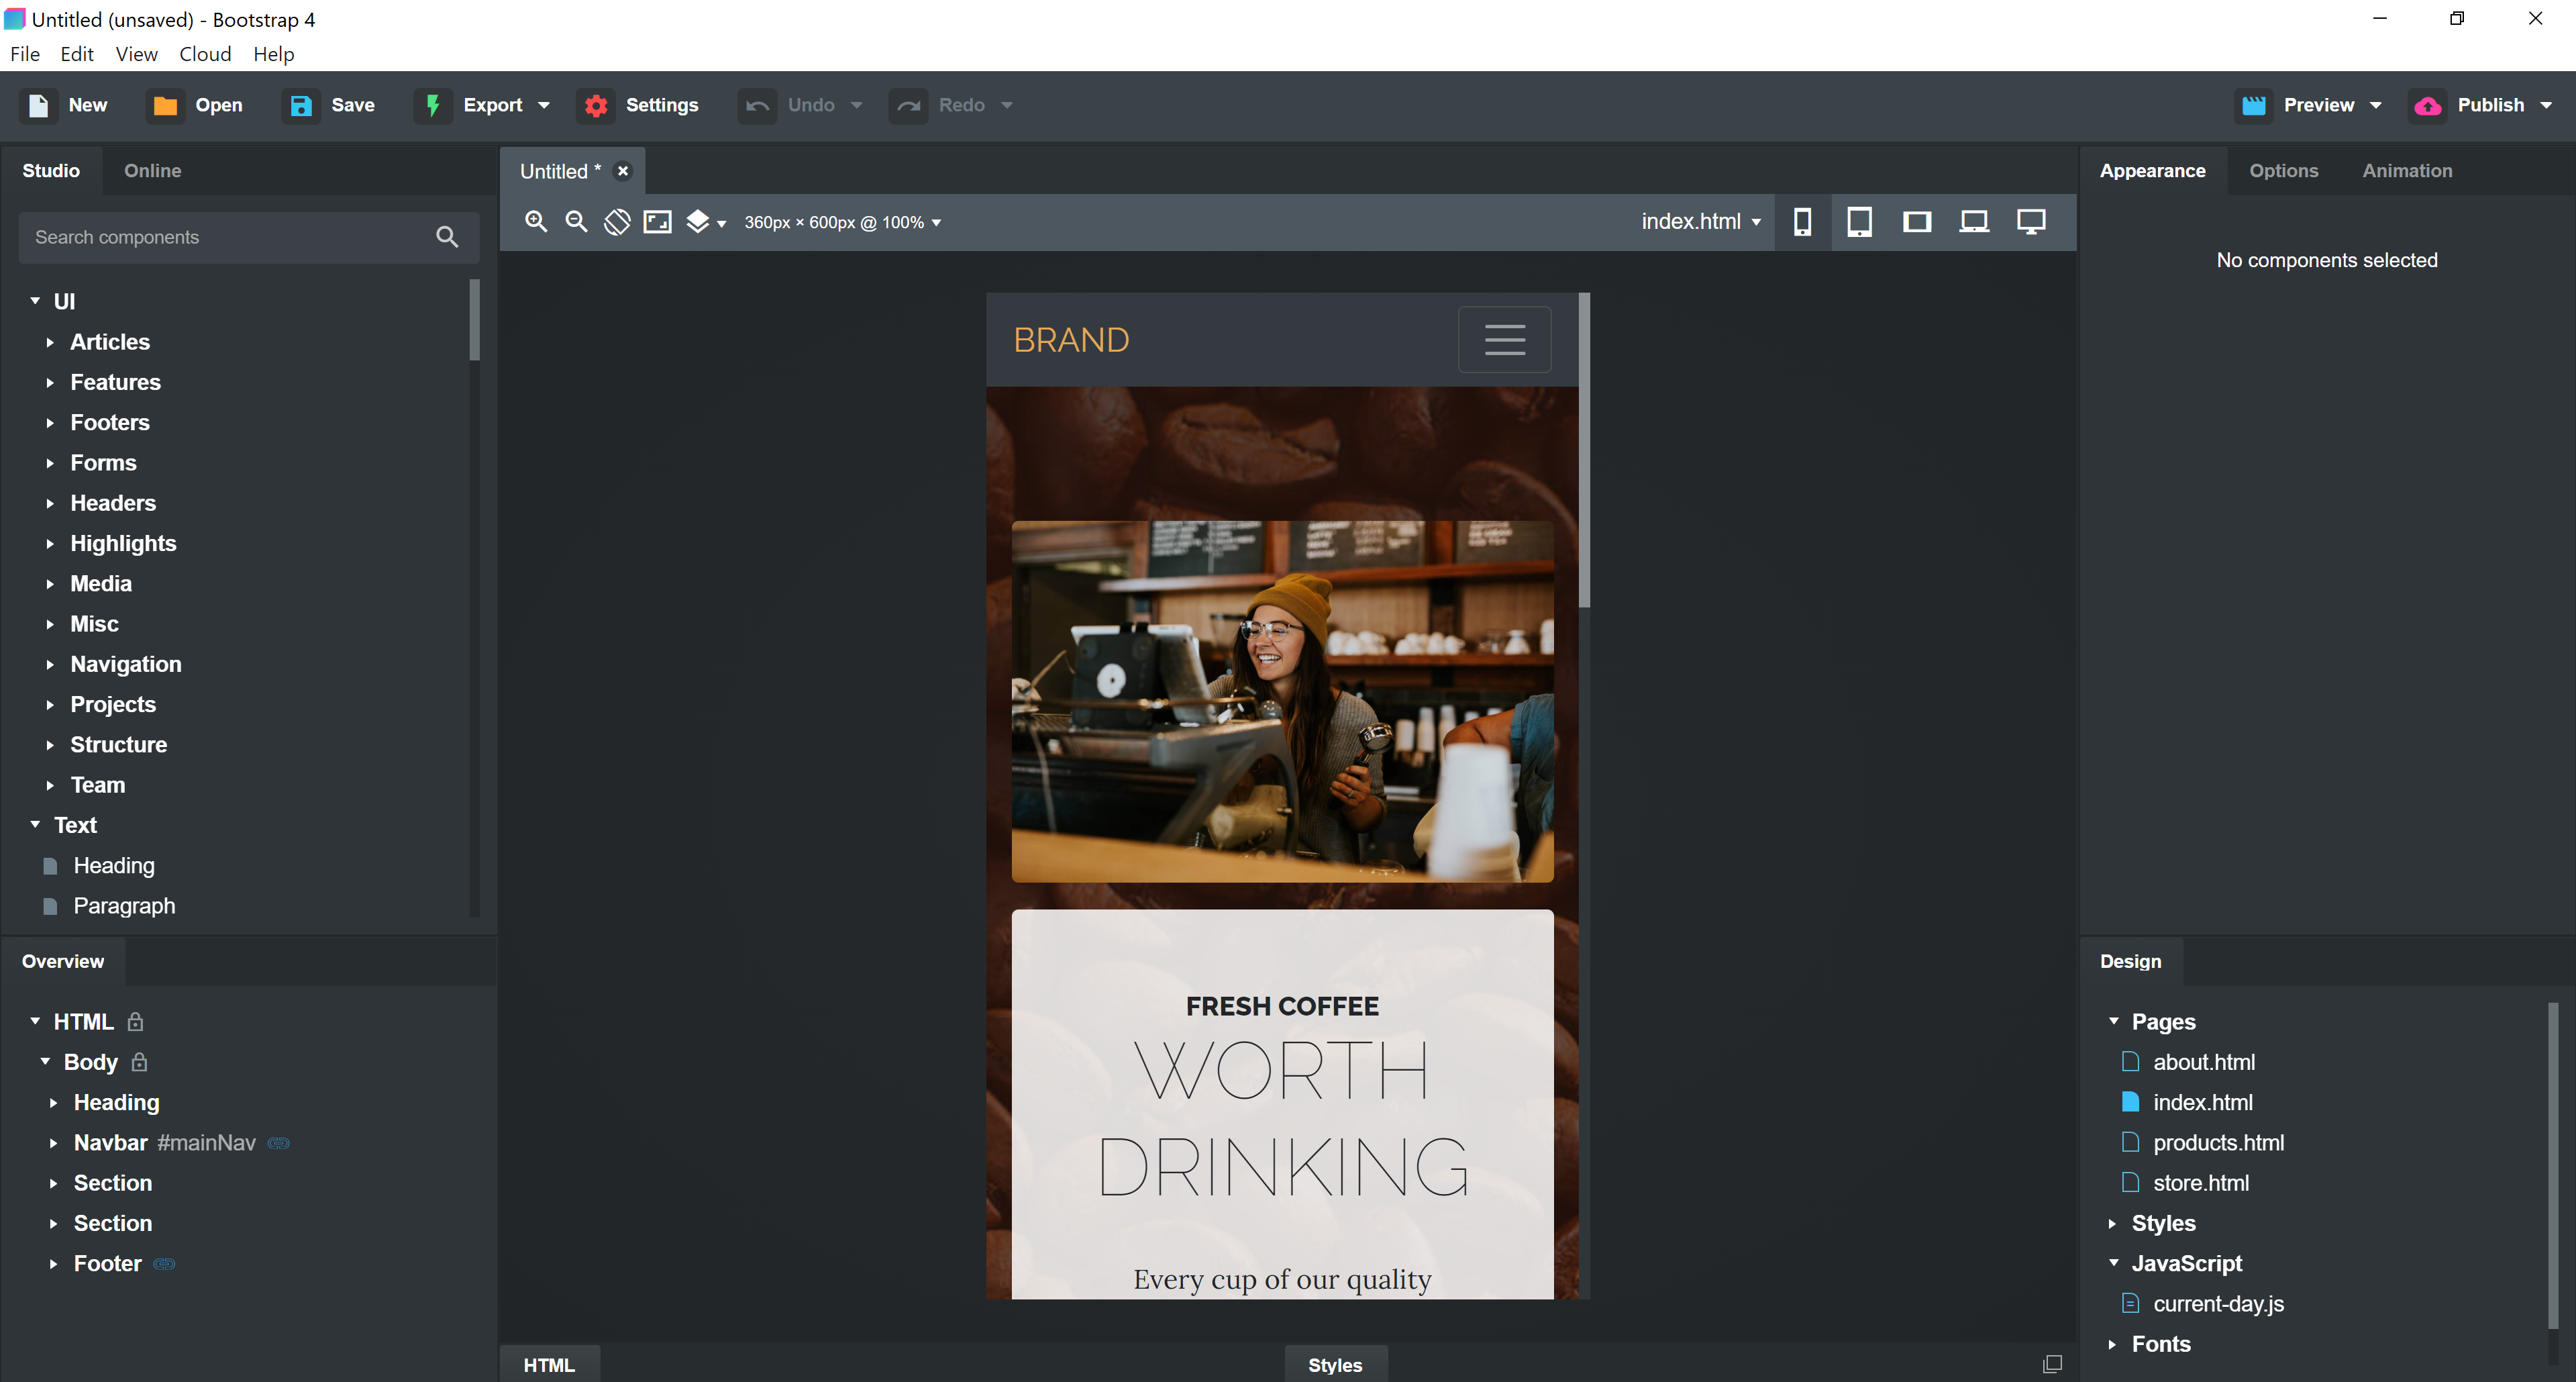 Untitled (unsaved) - Bootstrap 4
File Edit View Cloud Help
New Open Save Export Settings Undo Redo Preview Publish
Studio Online
Search components
UI
Articles
Features
Footers
Forms
Headers
Highlights
Media
Misc
Navigation
Projects
Structure
Team
Text
Heading
Paragraph
Overview
HTML
Body
Heading
Navbar #mainNav
Section
Section
Footer
Untitled *
360px × 600px @ 100% index.html
BRAND
FRESH COFFEE
WORTH
DRINKING
Every cup of our quality
HTML Styles
Appearance Options Animation
No components selected
Design
Pages
about.html
index.html
products.html
store.html
Styles
JavaScript
current-day.js
Fonts